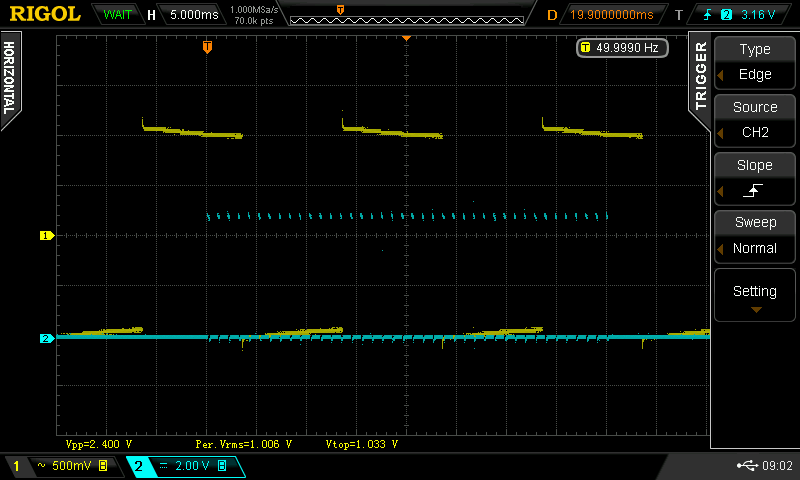 RIGOL WAIT H 5.000ms 1.000MSa/s 70.0k pts T D 19.9000000ms T 2 3.16 V
HORIZONTAL
T
T 49.9990 Hz
TRIGGER
Type
Edge
Source
CH2
Slope
Sweep
Normal
Setting
1
2
Vpp=2.400 V Per.Vrms=1.006 V Vtop=1.033 V
1 ~ 500mV B 2 = 2.00 V B 09:02